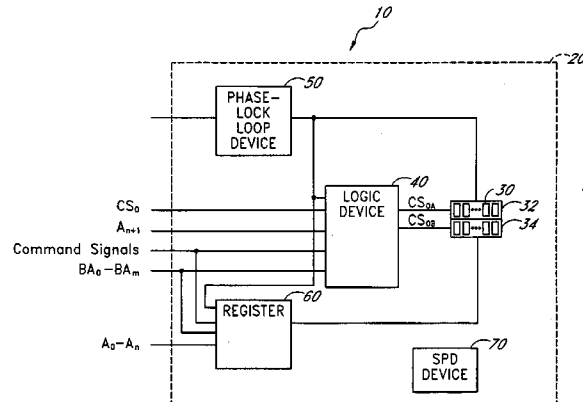 10
20
50
PHASE-
LOCK
LOOP
DEVICE
40
LOGIC
DEVICE
30
CS0
CS0A
32
An+1
CS0B
34
Command Signals
BA0-BAm
60
REGISTER
A0-An
70
SPD
DEVICE